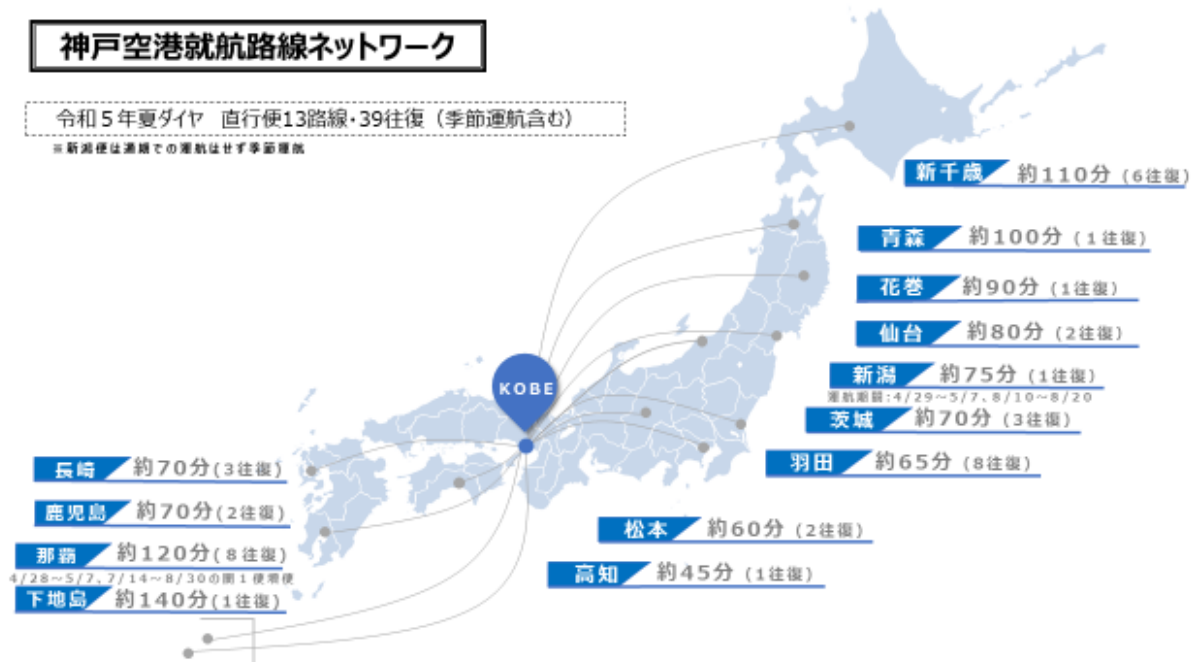 神戸空港就航路線ネットワーク
令和5年夏ダイヤ 直行便13路線・39往復（季節運航含む）
※新潟便は通期での運航はせず季節運航
新千歳 約110分（6往復）
青森 約100分（1往復）
花巻 約90分（1往復）
仙台 約80分（2往復）
新潟 約75分（1往復）
運航期間：4/29～5/7、8/10～8/20
茨城 約70分（3往復）
羽田 約65分（8往復）
松本 約60分（2往復）
高知 約45分（1往復）
KOBE
長崎 約70分(3往復)
鹿児島 約70分(2往復)
那覇 約120分(8往復)
4/28～5/7、7/14～8/30の間1便増便
下地島 約140分(1往復)